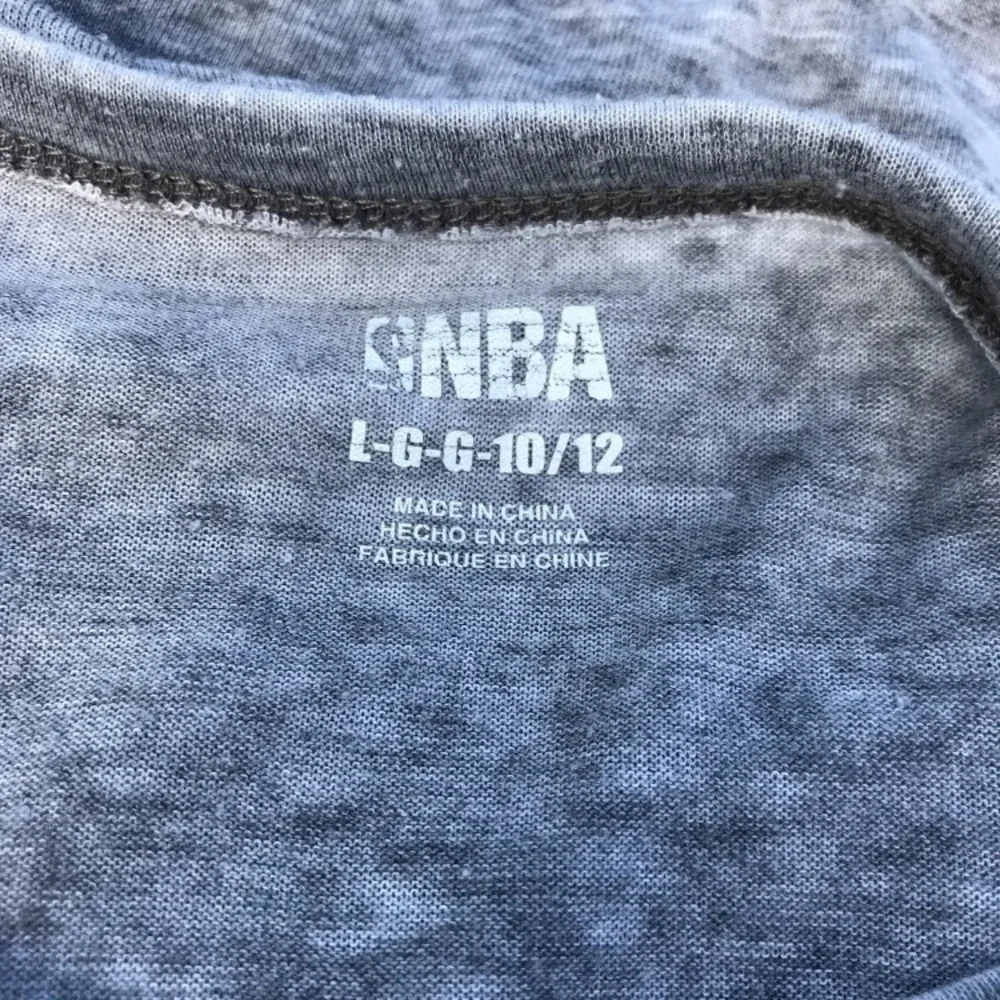 NBA
L-G-G-10/12
MADE IN CHINA
HECHO EN CHINA
FABRIQUE EN CHINE